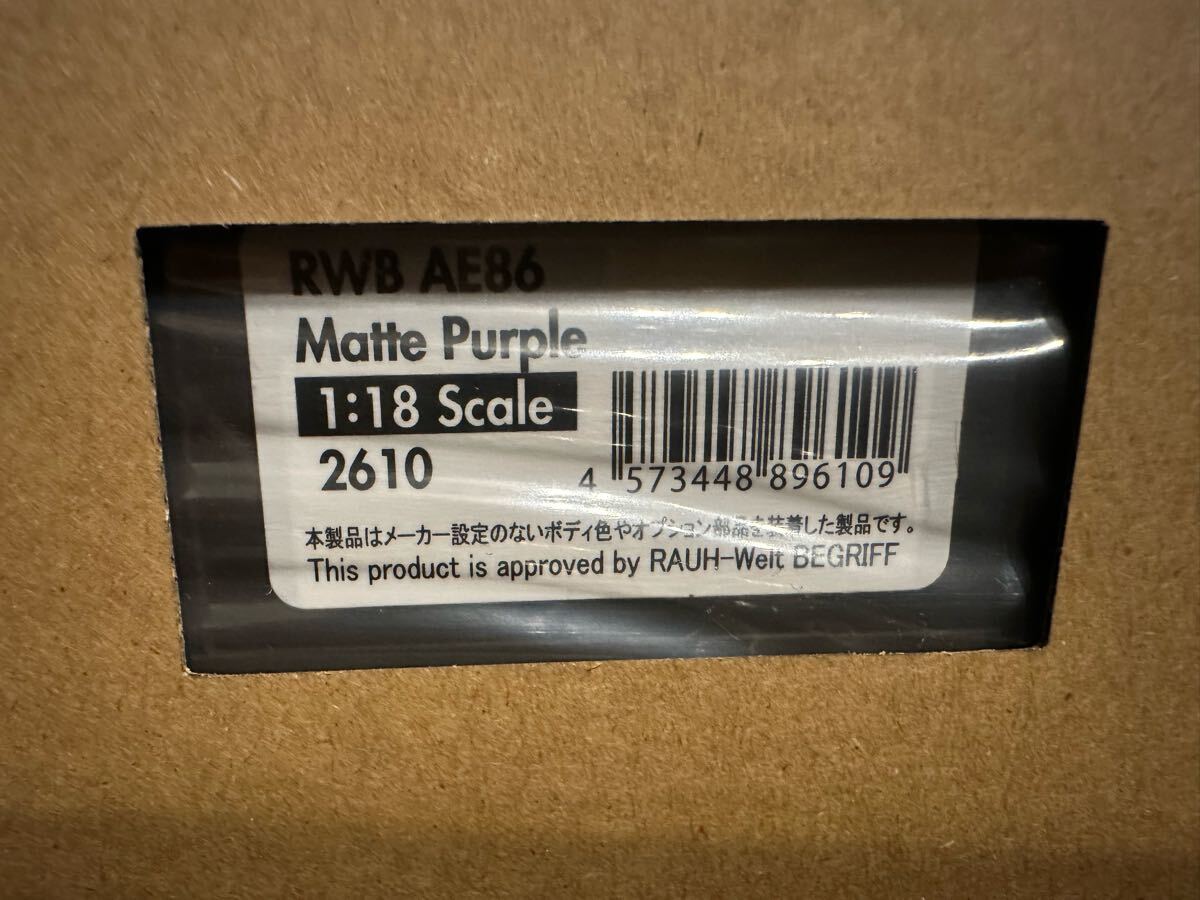 RWB AE86
Matte Purple
1:18 Scale
2610
4 573448 896109
本製品はメーカー設定のないボディ色やオプション部品を装着した製品です。
This product is approved by RAUH-Welt BEGRIFF